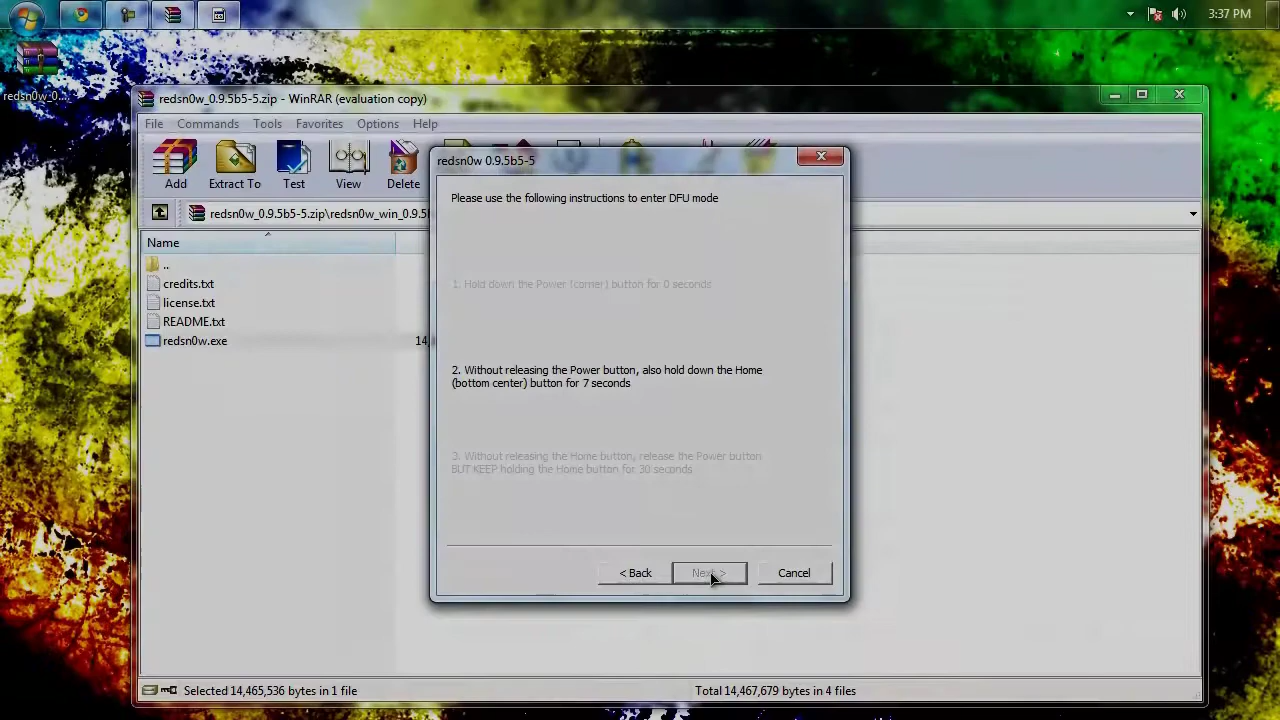 3:37 PM
redsn0w_0....
redsn0w_0.9.5b5-5.zip - WinRAR (evaluation copy)
File Commands Tools Favorites Options Help
Add Extract To Test View Delete
redsn0w_0.9.5b5-5.zip\redsn0w_win_0.9.5b
Name
..
credits.txt
license.txt
README.txt
redsn0w.exe 14,
redsn0w 0.9.5b5-5
Please use the following instructions to enter DFU mode
1. Hold down the Power (corner) button for 0 seconds
2. Without releasing the Power button, also hold down the Home
(bottom center) button for 7 seconds
3. Without releasing the Home button, release the Power button
BUT KEEP holding the Home button for 30 seconds
< Back Next > Cancel
Selected 14,465,536 bytes in 1 file Total 14,467,679 bytes in 4 files